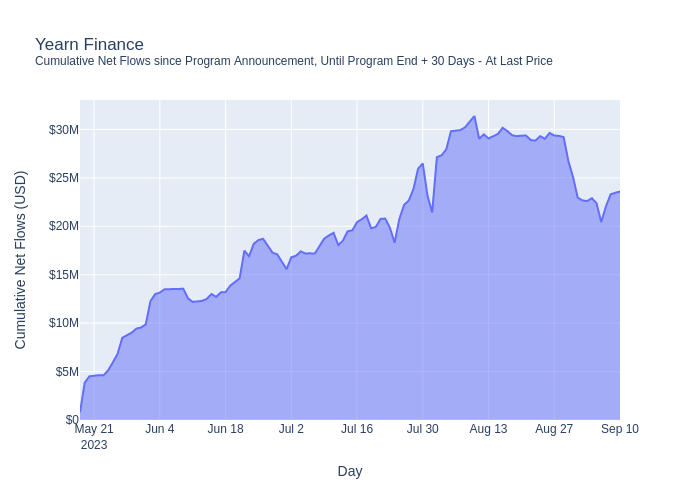 Yearn Finance
Cumulative Net Flows since Program Announcement, Until Program End + 30 Days - At Last Price
$30M
$25M
$20M
$15M
$10M
$5M
$0
Cumulative Net Flows (USD)
May 21 Jun 4 Jun 18 Jul 2 Jul 16 Jul 30 Aug 13 Aug 27 Sep 10
2023
Day